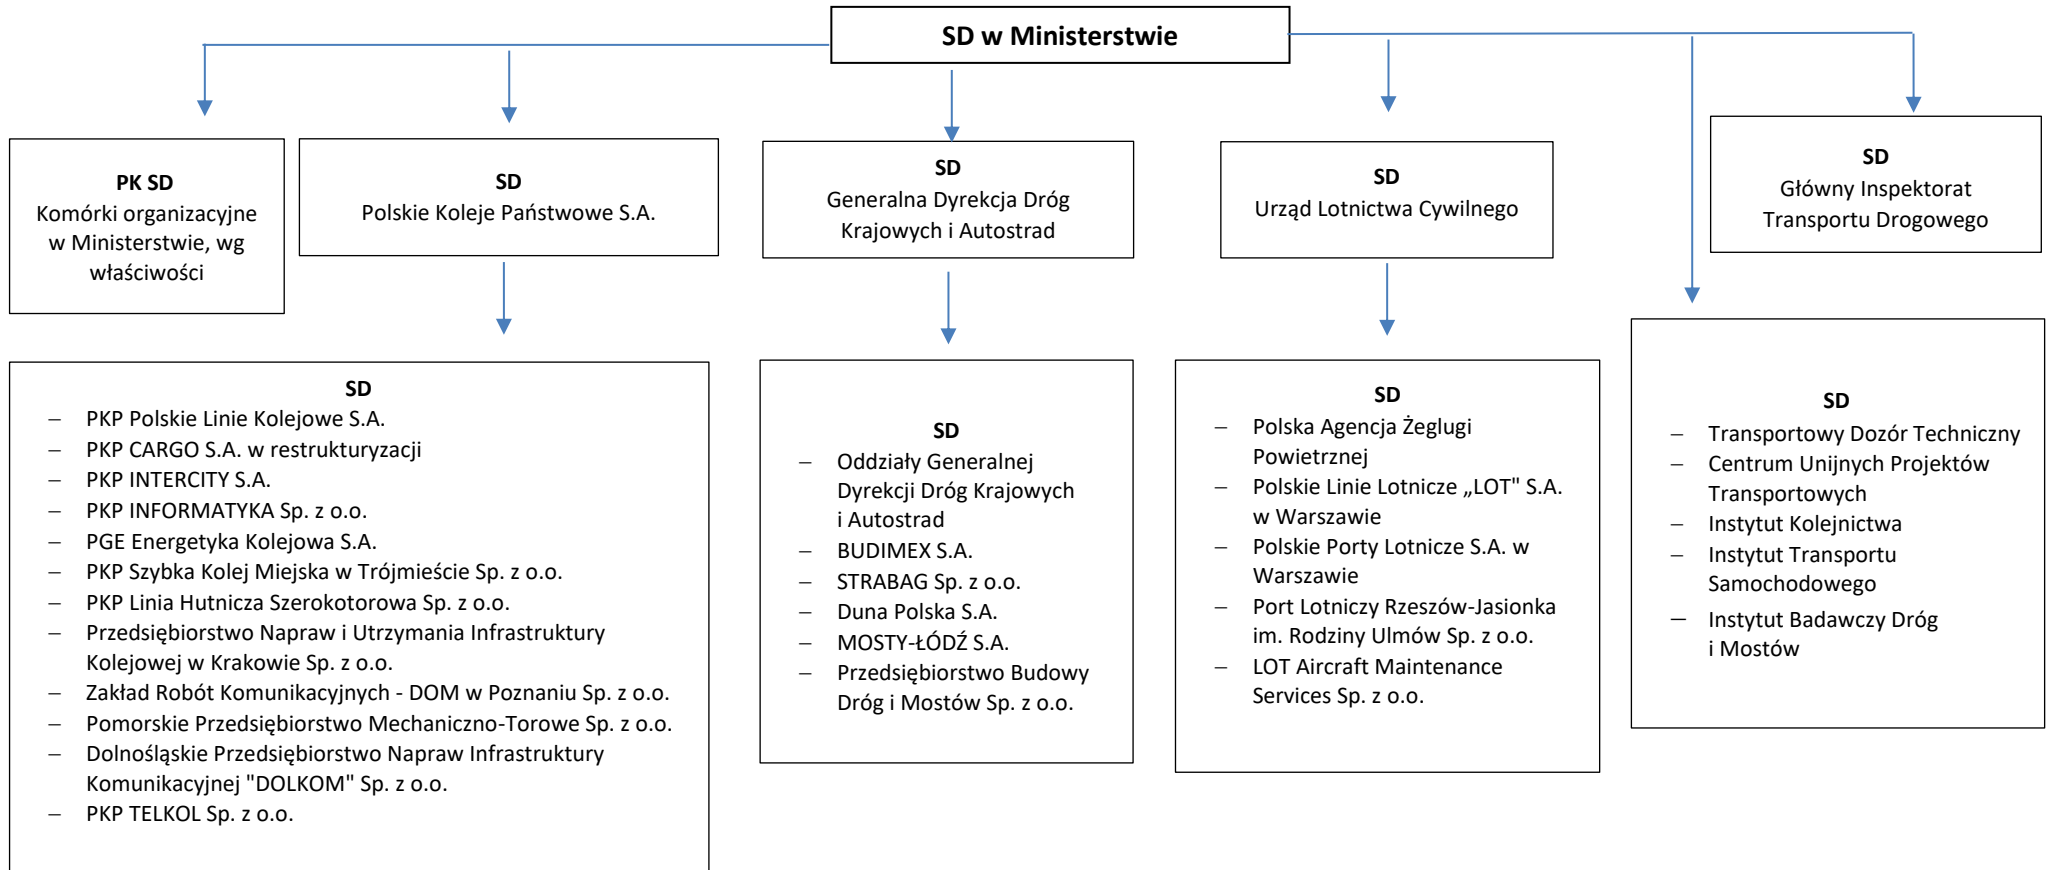 SD w Ministerstwie
PK SD
Komórki organizacyjne
w Ministerstwie, wg
właściwości
SD
Polskie Koleje Państwowe S.A.
SD
Generalna Dyrekcja Dróg
Krajowych i Autostrad
SD
Urząd Lotnictwa Cywilnego
SD
Główny Inspektorat
Transportu Drogowego
SD
– PKP Polskie Linie Kolejowe S.A.
– PKP CARGO S.A. w restrukturyzacji
– PKP INTERCITY S.A.
– PKP INFORMATYKA Sp. z o.o.
– PGE Energetyka Kolejowa S.A.
– PKP Szybka Kolej Miejska w Trójmieście Sp. z o.o.
– PKP Linia Hutnicza Szerokotorowa Sp. z o.o.
– Przedsiębiorstwo Napraw i Utrzymania Infrastruktury
Kolejowej w Krakowie Sp. z o.o.
– Zakład Robót Komunikacyjnych - DOM w Poznaniu Sp. z o.o.
– Pomorskie Przedsiębiorstwo Mechaniczno-Torowe Sp. z o.o.
– Dolnośląskie Przedsiębiorstwo Napraw Infrastruktury
Komunikacyjnej "DOLKOM" Sp. z o.o.
– PKP TELKOL Sp. z o.o.
SD
– Oddziały Generalnej
Dyrekcji Dróg Krajowych
i Autostrad
– BUDIMEX S.A.
– STRABAG Sp. z o.o.
– Duna Polska S.A.
– MOSTY-ŁÓDŹ S.A.
– Przedsiębiorstwo Budowy
Dróg i Mostów Sp. z o.o.
SD
– Polska Agencja Żeglugi
Powietrznej
– Polskie Linie Lotnicze „LOT" S.A.
w Warszawie
– Polskie Porty Lotnicze S.A. w
Warszawie
– Port Lotniczy Rzeszów-Jasionka
im. Rodziny Ulmów Sp. z o.o.
– LOT Aircraft Maintenance
Services Sp. z o.o.
SD
– Transportowy Dozór Techniczny
– Centrum Unijnych Projektów
Transportowych
– Instytut Kolejnictwa
– Instytut Transportu
Samochodowego
– Instytut Badawczy Dróg
i Mostów